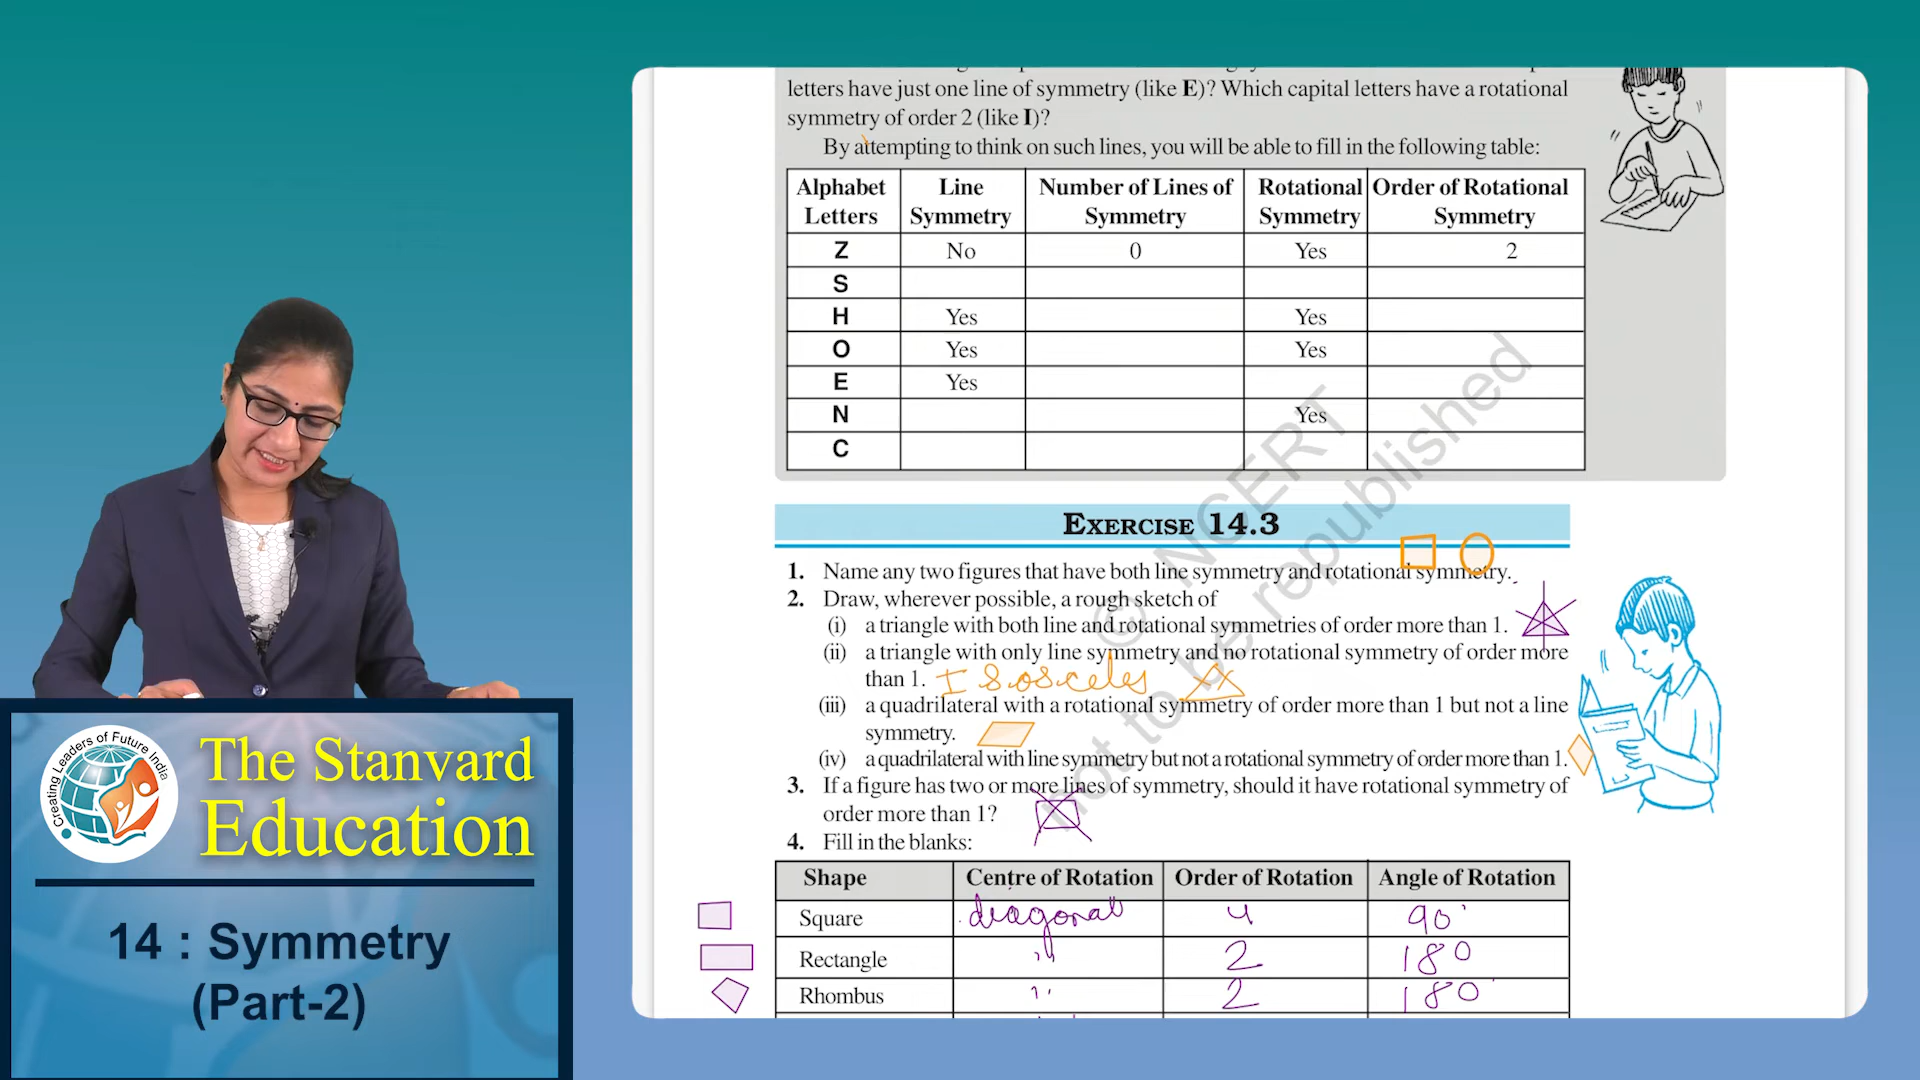 letters have just one line of symmetry (like E)? Which capital letters have a rotational
symmetry of order 2 (like I)?
By attempting to think on such lines, you will be able to fill in the following table:
Alphabet Letters Line Symmetry Number of Lines of Symmetry Rotational Symmetry Order of Rotational Symmetry
Z No 0 Yes 2
S
H Yes Yes
O Yes Yes
E Yes
N Yes
C
EXERCISE 14.3
1. Name any two figures that have both line symmetry and rotational symmetry.
2. Draw, wherever possible, a rough sketch of
(i) a triangle with both line and rotational symmetries of order more than 1.
(ii) a triangle with only line symmetry and no rotational symmetry of order more
than 1. Isosceles
(iii) a quadrilateral with a rotational symmetry of order more than 1 but not a line
symmetry.
(iv) a quadrilateral with line symmetry but not a rotational symmetry of order more than 1.
3. If a figure has two or more lines of symmetry, should it have rotational symmetry of
order more than 1?
4. Fill in the blanks:
Shape Centre of Rotation Order of Rotation Angle of Rotation
Square diagonal 4 90°
Rectangle " 2 180
Rhombus " 2 180°
© NCERT
not to be republished
Creating Leaders of Future India
The Stanvard
Education
14 : Symmetry
(Part-2)